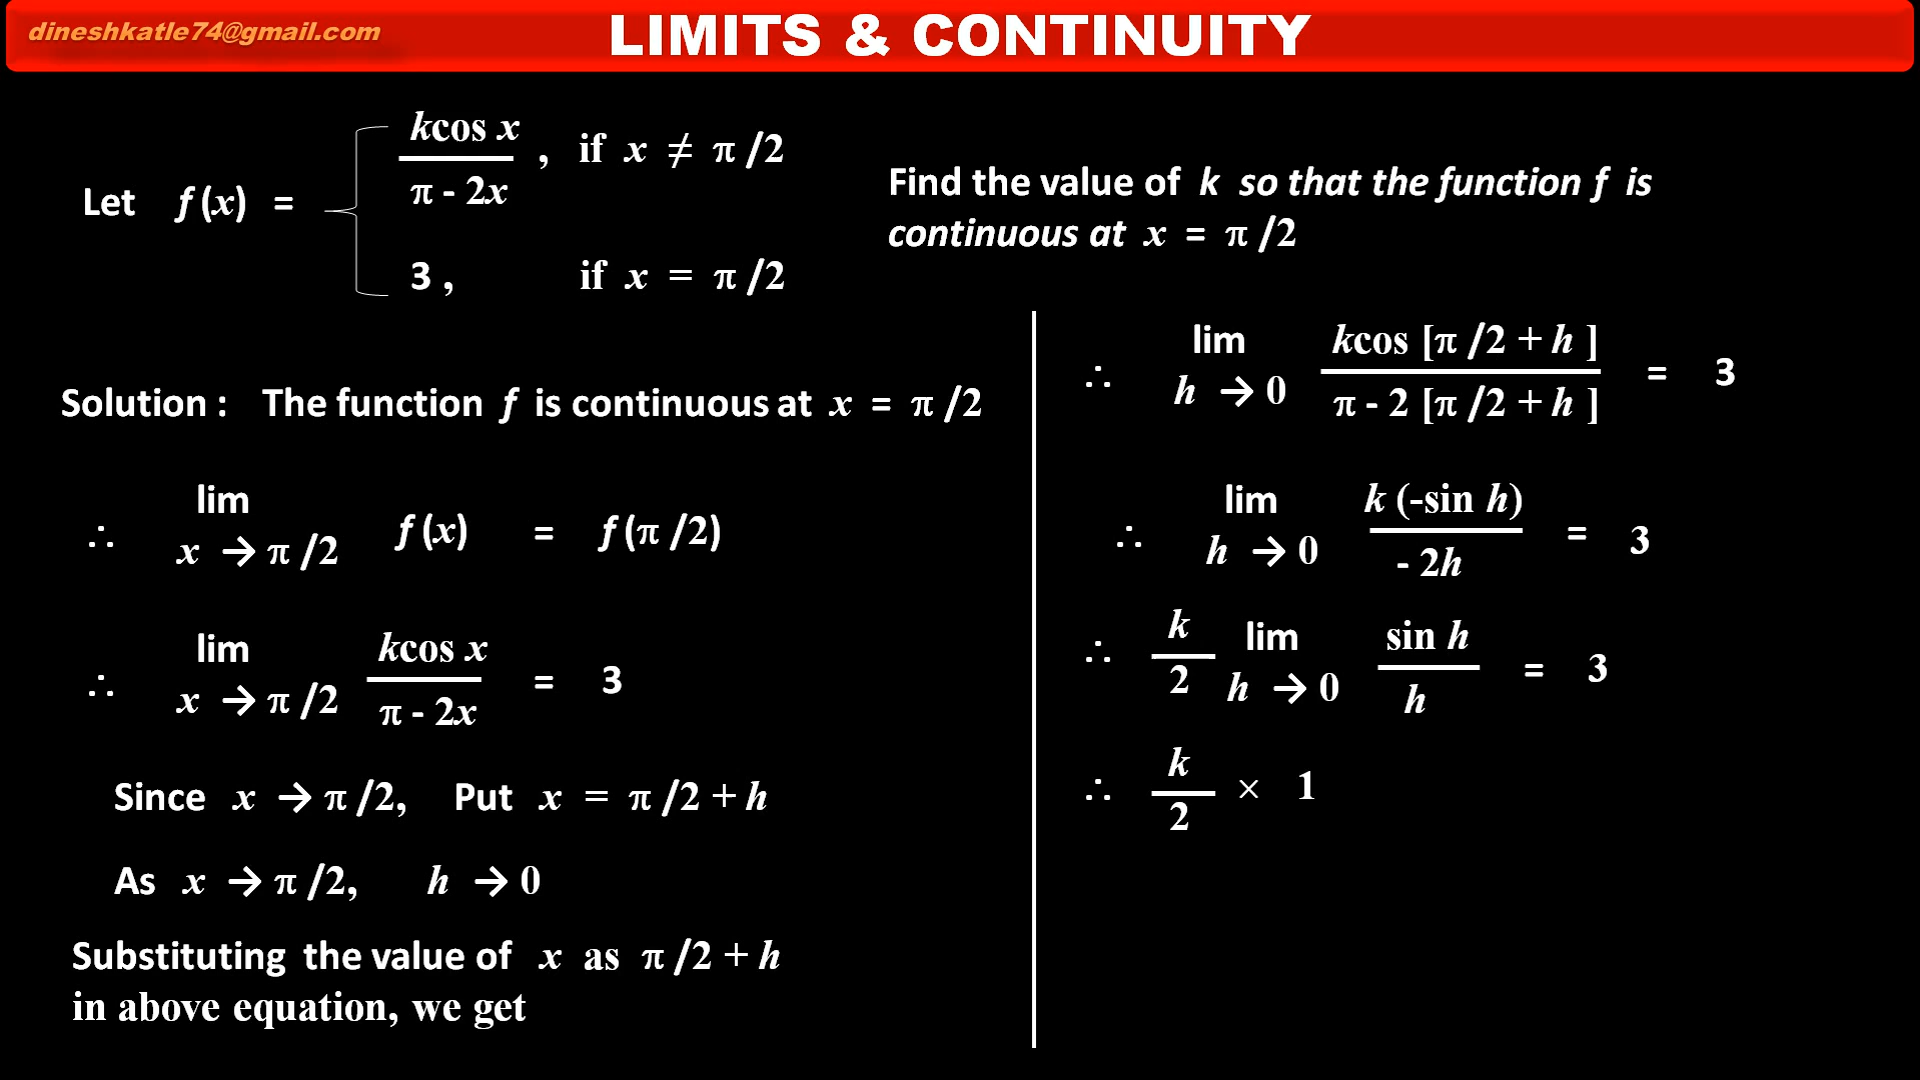 dineshkatle74@gmail.com
LIMITS & CONTINUITY
Let f (x) =
kcos x
π - 2x
, if x ≠ π /2
3 , if x = π /2
Find the value of k so that the function f is
continuous at x = π /2
Solution : The function f is continuous at x = π /2
∴ lim
x → π /2
f (x) = f (π /2)
∴ lim
x → π /2
kcos x
π - 2x
= 3
Since x → π /2, Put x = π /2 + h
As x → π /2, h → 0
Substituting the value of x as π /2 + h
in above equation, we get
∴ lim
h → 0
kcos [π /2 + h ]
π - 2 [π /2 + h ]
= 3
∴ lim
h → 0
k (-sin h)
- 2h
= 3
∴ k
2
lim
h → 0
sin h
h
= 3
∴ k
2
× 1